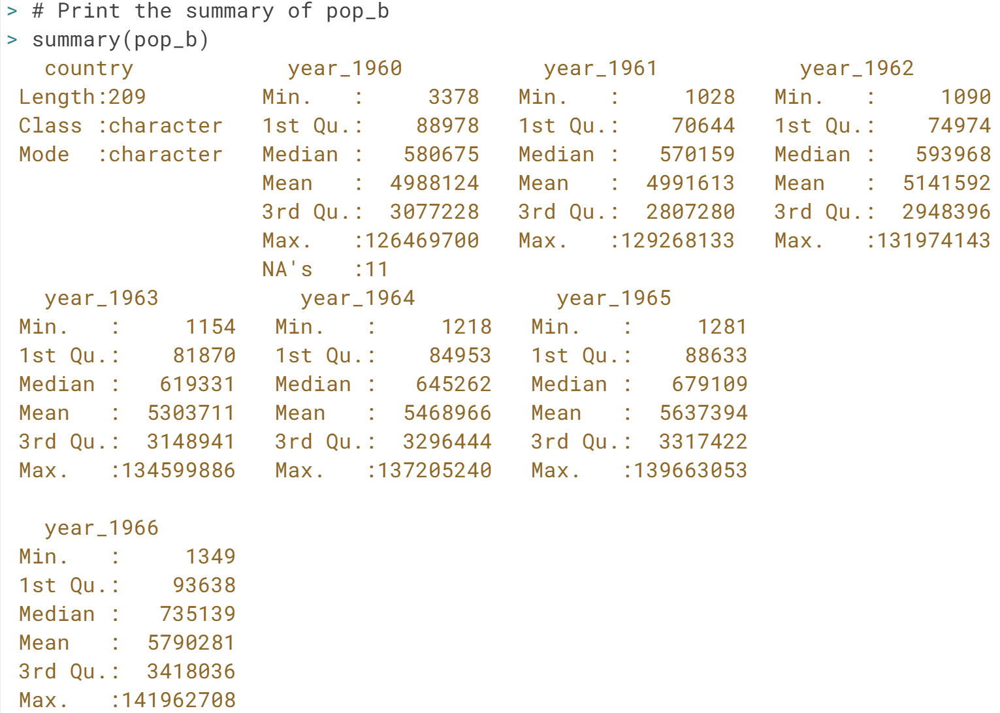 > # Print the summary of pop_b
> summary(pop_b)
  country            year_1960            year_1961            year_1962
Length:209         Min.   :     3378   Min.   :     1028   Min.   :     1090
Class :character   1st Qu.:    88978   1st Qu.:    70644   1st Qu.:    74974
Mode  :character   Median :   580675   Median :   570159   Median :   593968
                   Mean   :  4988124   Mean   :  4991613   Mean   :  5141592
                   3rd Qu.:  3077228   3rd Qu.:  2807280   3rd Qu.:  2948396
                   Max.   :126469700   Max.   :129268133   Max.   :131974143
                   NA's   :11
  year_1963           year_1964           year_1965
Min.   :     1154   Min.   :     1218   Min.   :     1281
1st Qu.:    81870   1st Qu.:    84953   1st Qu.:    88633
Median :   619331   Median :   645262   Median :   679109
Mean   :  5303711   Mean   :  5468966   Mean   :  5637394
3rd Qu.:  3148941   3rd Qu.:  3296444   3rd Qu.:  3317422
Max.   :134599886   Max.   :137205240   Max.   :139663053
  year_1966
Min.   :     1349
1st Qu.:    93638
Median :   735139
Mean   :  5790281
3rd Qu.:  3418036
Max.   :141962708